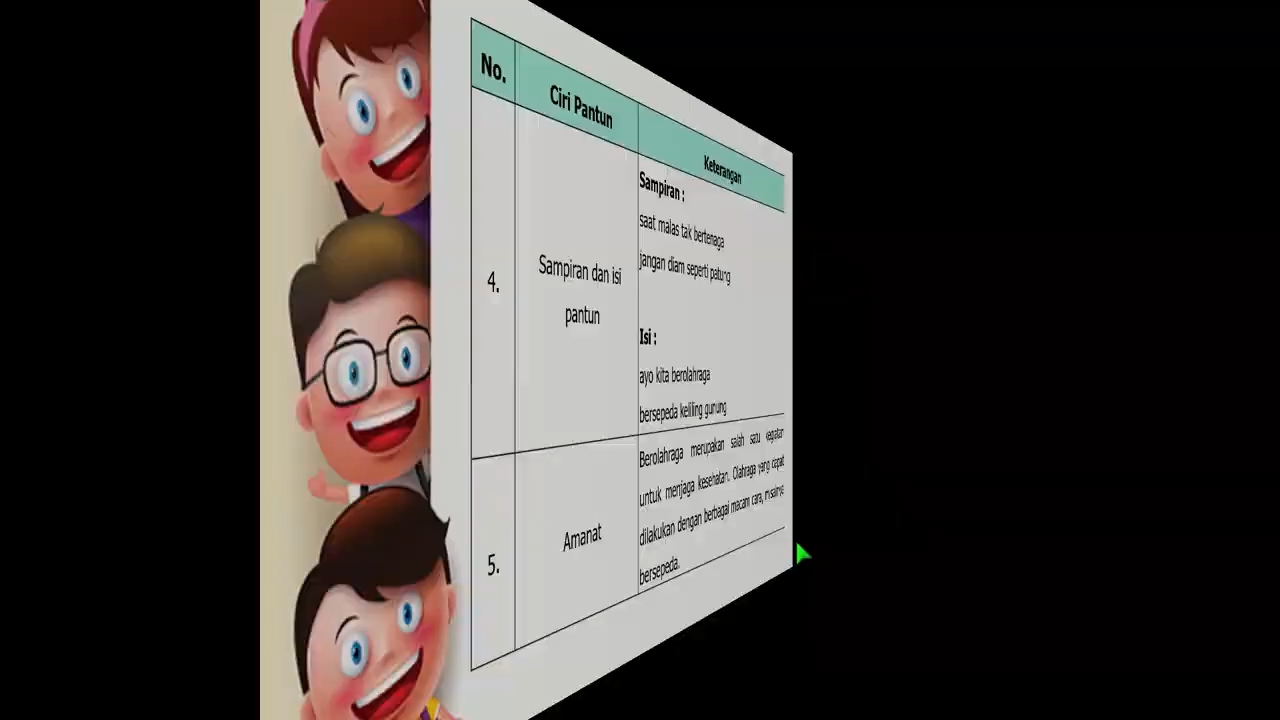 No.
Ciri Pantun
Keterangan
4.
Sampiran dan isi
pantun
Sampiran :
saat malas tak bertenaga
jangan diam seperti patung
Isi :
ayo kita berolahraga
bersepeda keliling gunung
5.
Amanat
Berolahraga merupakan salah satu kegiatan
untuk menjaga kesehatan. Olahraga yang dapat
dilakukan dengan berbagai macam cara, misalnya
bersepeda.